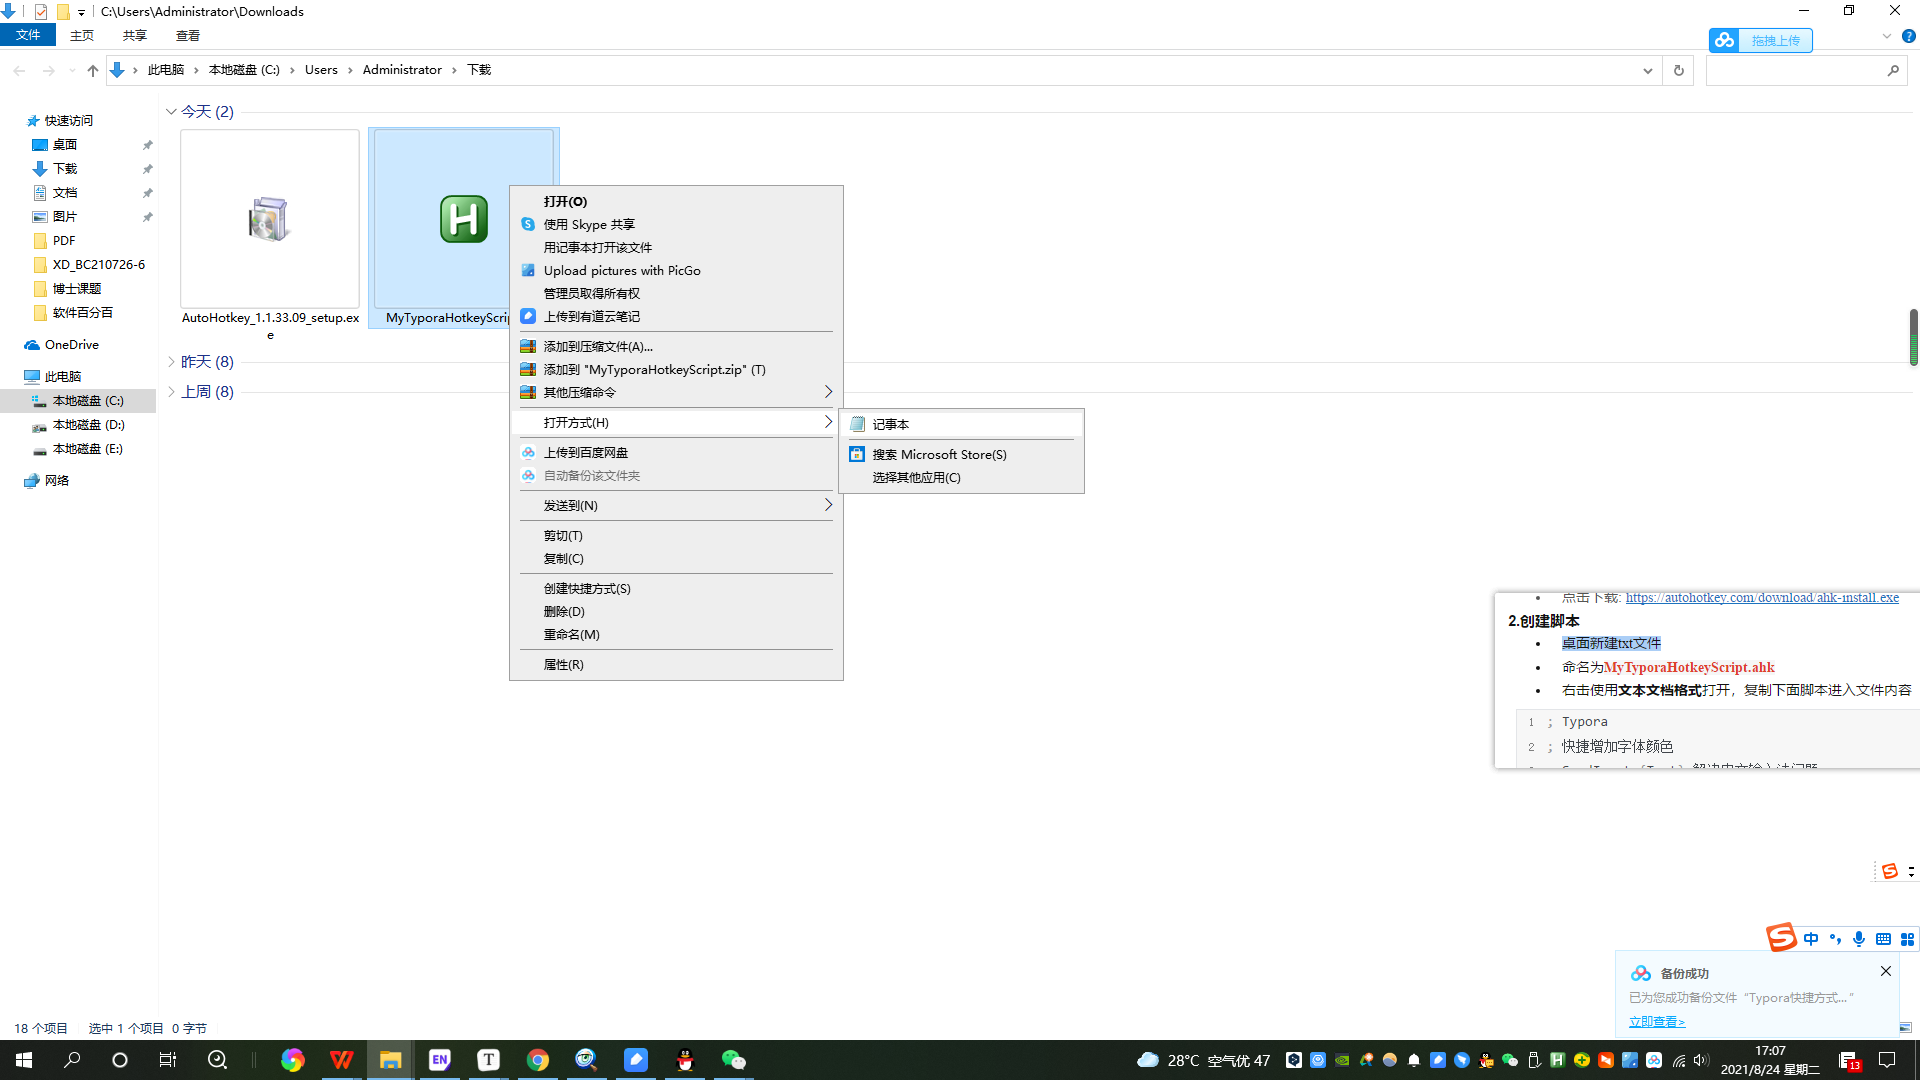 C:\Users\Administrator\Downloads
文件 主页 共享 查看
拖拽上传
此电脑 本地磁盘 (C:) Users Administrator 下载
快速访问
桌面
下载
文档
图片
PDF
XD_BC210726-6
博士课题
软件百分百
OneDrive
此电脑
本地磁盘 (C:)
本地磁盘 (D:)
本地磁盘 (E:)
网络
今天 (2)
AutoHotkey_1.1.33.09_setup.ex
e
MyTyporaHotkeyScri
昨天 (8)
上周 (8)
打开(O)
使用 Skype 共享
用记事本打开该文件
Upload pictures with PicGo
管理员取得所有权
上传到有道云笔记
添加到压缩文件(A)...
添加到 "MyTyporaHotkeyScript.zip" (T)
其他压缩命令
打开方式(H)
上传到百度网盘
自动备份该文件夹
发送到(N)
剪切(T)
复制(C)
创建快捷方式(S)
删除(D)
重命名(M)
属性(R)
记事本
搜索 Microsoft Store(S)
选择其他应用(C)
点击下载: https://autohotkey.com/download/ahk-install.exe
2.创建脚本
桌面新建txt文件
命名为MyTyporaHotkeyScript.ahk
右击使用文本文档格式打开，复制下面脚本进入文件内容
1 ; Typora
2 ; 快捷增加字体颜色
中
备份成功
已为您成功备份文件 “Typora快捷方式...”
立即查看>
18 个项目 选中 1 个项目 0 字节
EN
T
28°C 空气优 47
17:07
2021/8/24 星期二
13